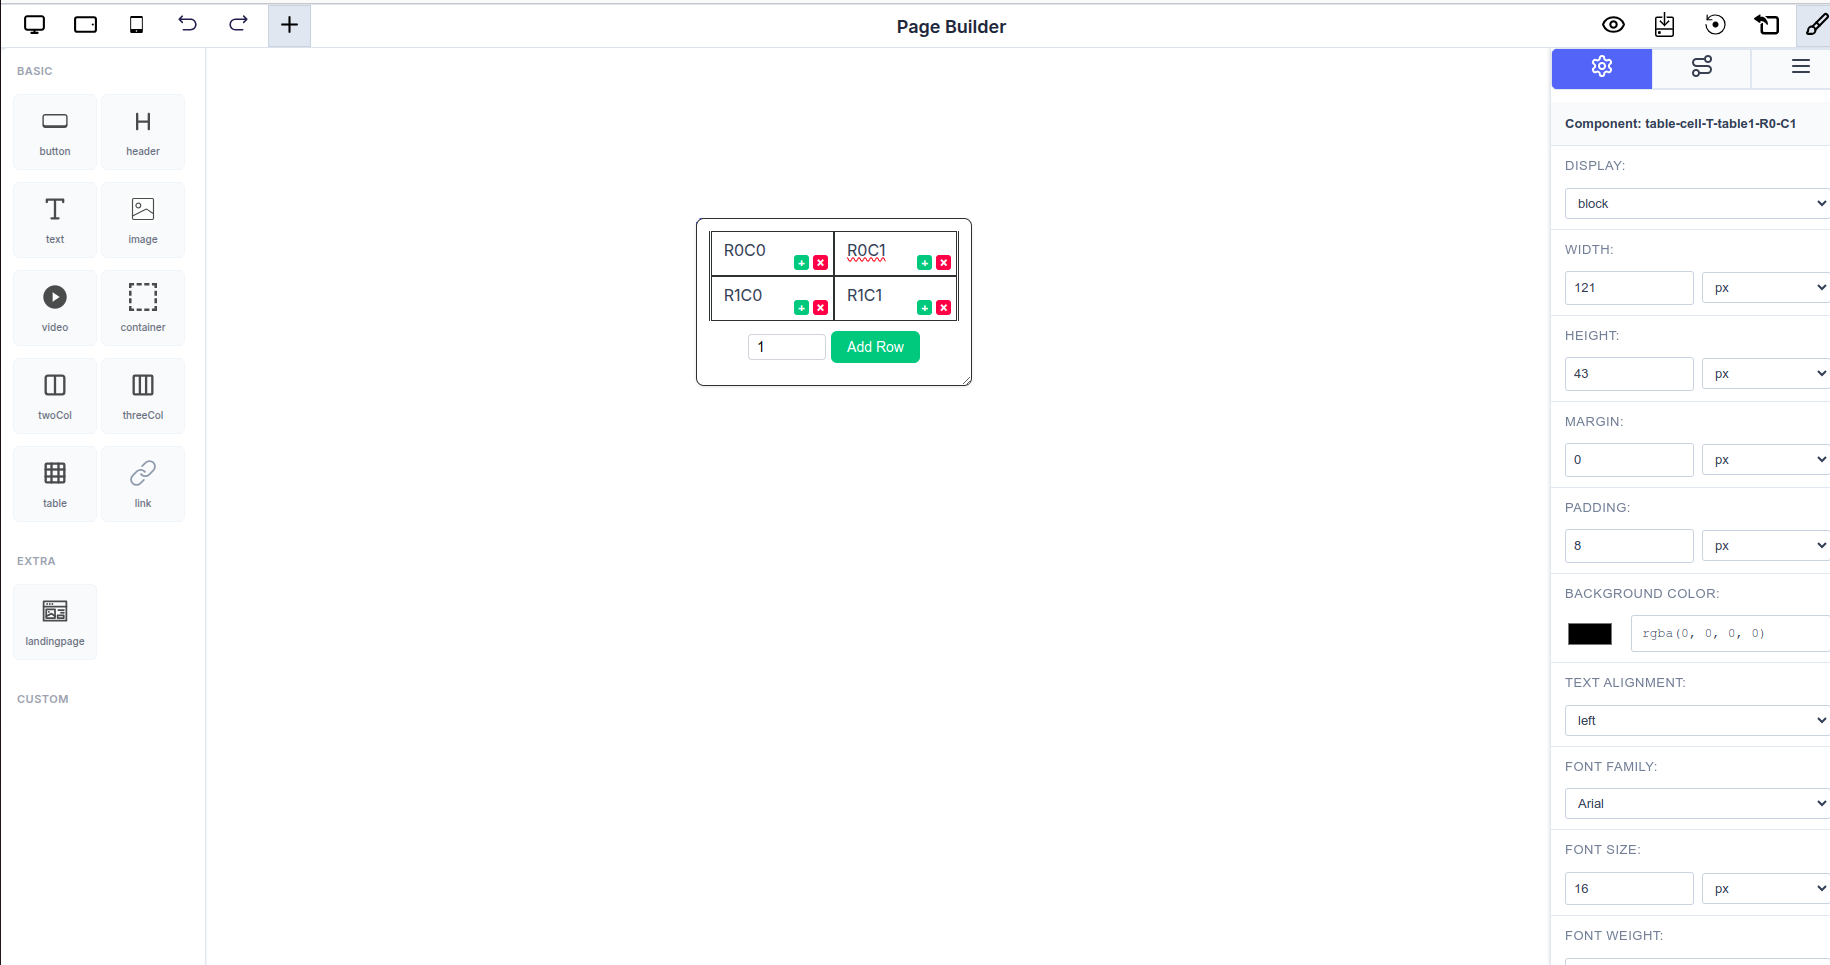 Page Builder
BASIC
button
header
text
image
video
container
twoCol
threeCol
table
link
EXTRA
landingpage
CUSTOM
R0C0
R0C1
R1C0
R1C1
1
Add Row
Component: table-cell-T-table1-R0-C1
DISPLAY:
block
WIDTH:
121 px
HEIGHT:
43 px
MARGIN:
0 px
PADDING:
8 px
BACKGROUND COLOR:
rgba(0, 0, 0, 0)
TEXT ALIGNMENT:
left
FONT FAMILY:
Arial
FONT SIZE:
16 px
FONT WEIGHT: